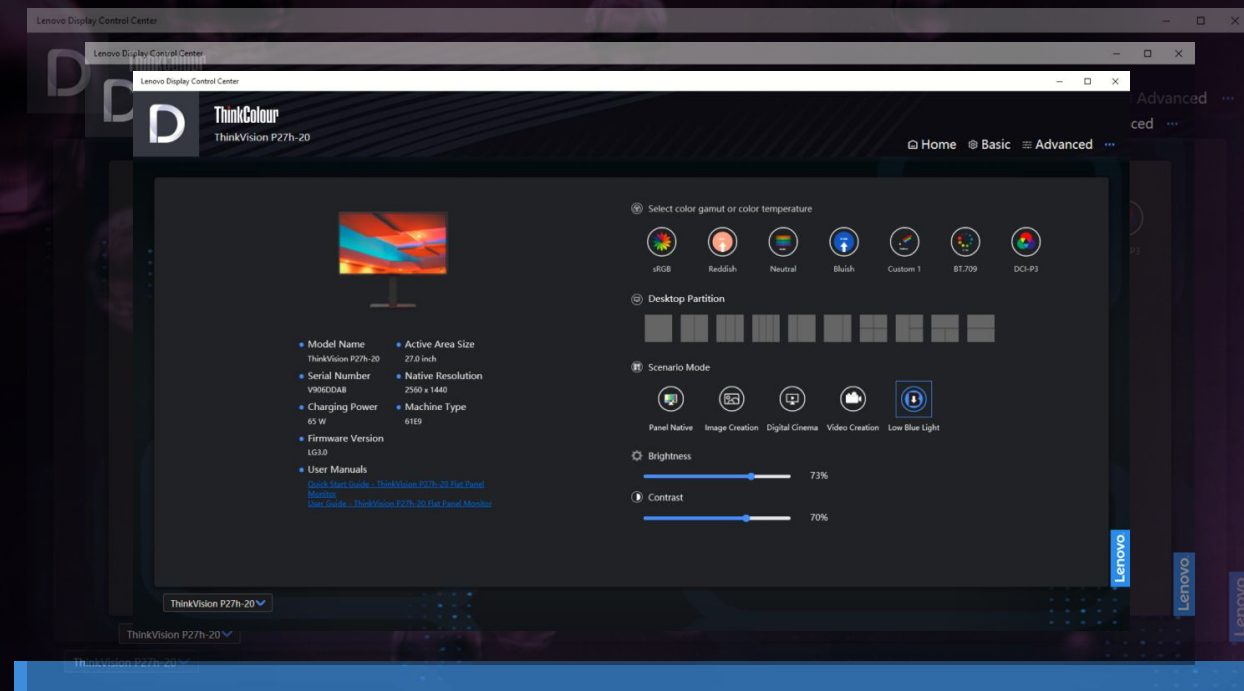 Lenovo Display Control Center
Lenovo Display Control Center
Lenovo Display Control Center
ThinkColour
ThinkVision P27h-20
Home Basic Advanced
Advanced
ced
Select color gamut or color temperature
sRGB Reddish Neutral Bluish Custom 1 BT.709 DCI-P3
Desktop Partition
Scenario Mode
Panel Native Image Creation Digital Cinema Video Creation Low Blue Light
Brightness
73%
Contrast
70%
Model Name
ThinkVision P27h-20
Active Area Size
27.0 inch
Serial Number
V906DDAB
Native Resolution
2560 x 1440
Charging Power
65 W
Machine Type
61E9
Firmware Version
LG3.0
User Manuals
Quick Start Guide - ThinkVision P27h-20 Flat Panel
Monitor
User Guide - ThinkVision P27h-20 Flat Panel Monitor
Lenovo
Lenovo
Lenovo
ThinkVision P27h-20
ThinkVision P27h-20
ThinkVision P27h-20